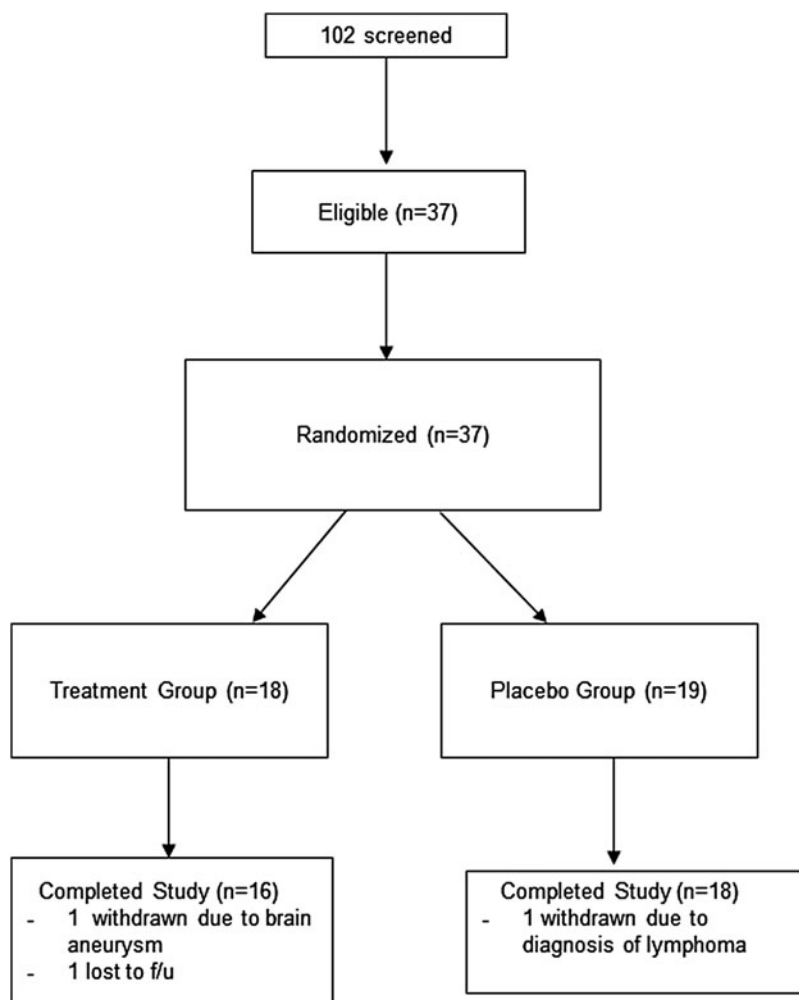 102 screened
Eligible (n=37)
Randomized (n=37)
Treatment Group (n=18)
Placebo Group (n=19)
Completed Study (n=16)
- 1 withdrawn due to brain
aneurysm
- 1 lost to f/u
Completed Study (n=18)
- 1 withdrawn due to
diagnosis of lymphoma